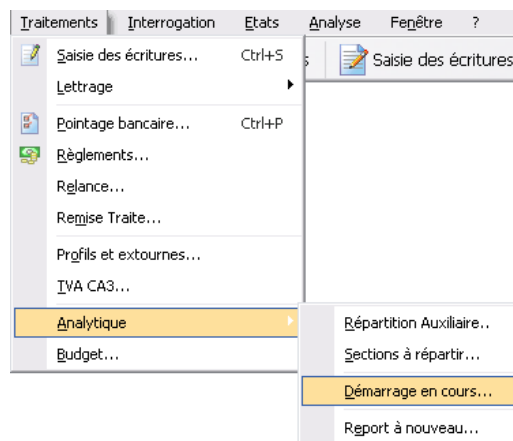 Traitements Interrogation Etats Analyse Fenêtre ?
Saisie des écritures... Ctrl+S
Saisie des écritures
Lettrage
Pointage bancaire... Ctrl+P
Règlements...
Relance...
Remise Traite...
Profils et extournes...
TVA CA3...
Analytique
Répartition Auxiliaire..
Budget...
Sections à répartir...
Démarrage en cours...
Report à nouveau...